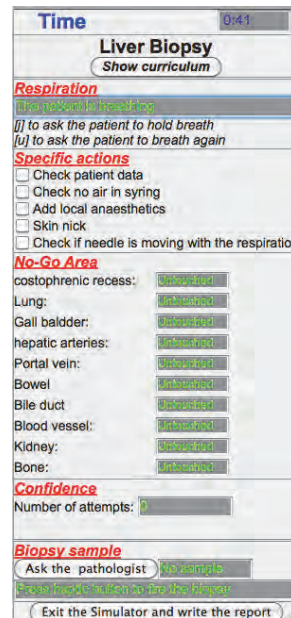 Time 0:41
Liver Biopsy
Show curriculum
Respiration
The patient is breathing
[j] to ask the patient to hold breath
[u] to ask the patient to breath again
Specific actions
Check patient data
Check no air in syring
Add local anaesthetics
Skin nick
Check if needle is moving with the respiratio
No-Go Area
costophrenic recess: Untouched
Lung: Untouched
Gall baldder: Untouched
hepatic arteries: Untouched
Portal vein: Untouched
Bowel Untouched
Bile duct Untouched
Blood vessel: Untouched
Kidney: Untouched
Bone: Untouched
Confidence
Number of attempts: 0
Biopsy sample
Ask the pathologist No sample
Press haptic button to fire the biopsy
Exit the Simulator and write the report